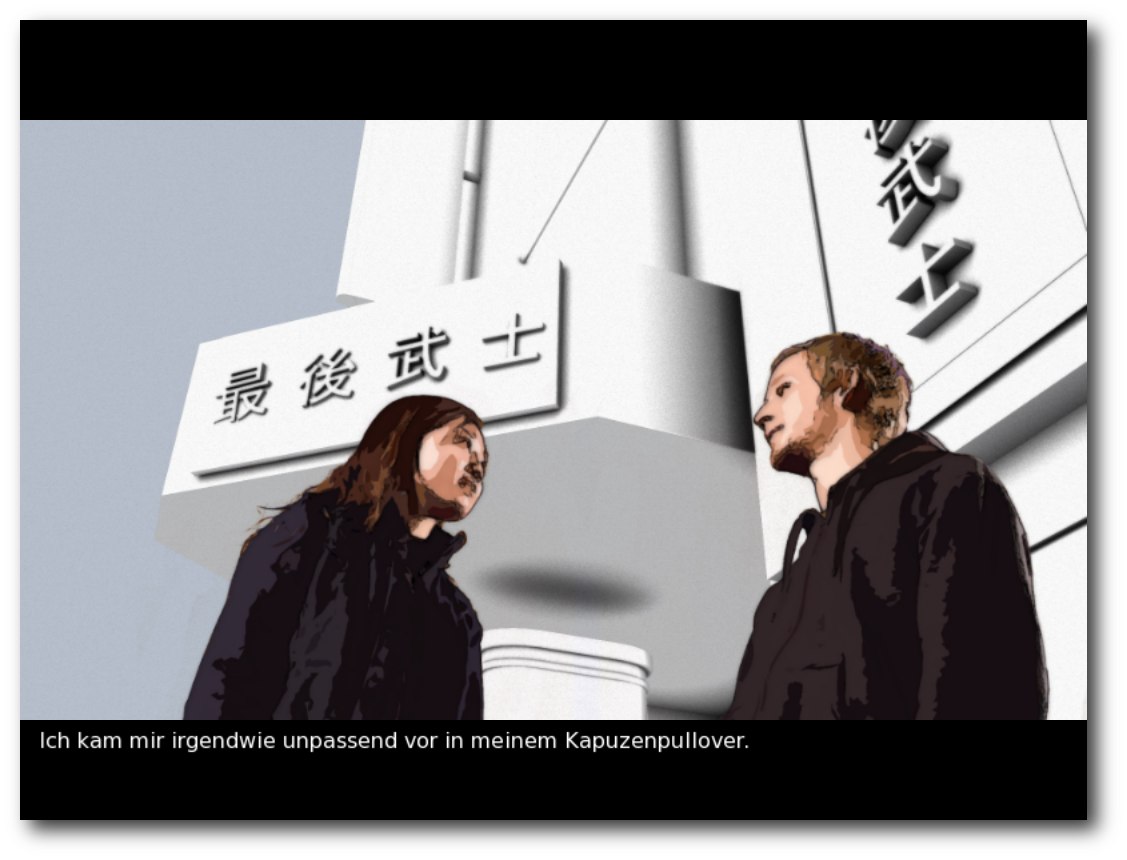 最後武士
武士
Ich kam mir irgendwie unpassend vor in meinem Kapuzenpullover.